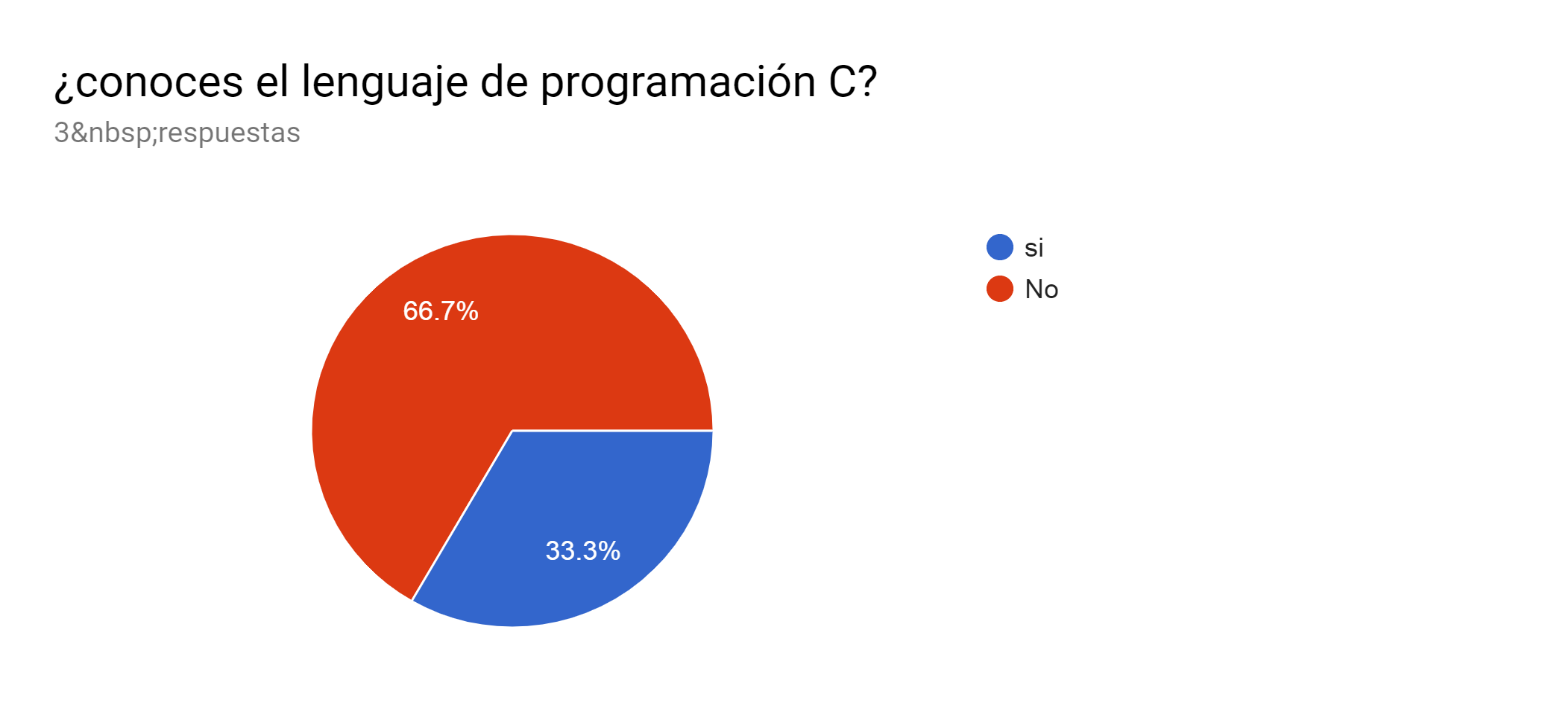 ¿conoces el lenguaje de programación C?
3&nbsp;respuestas
si
No
66.7%
33.3%